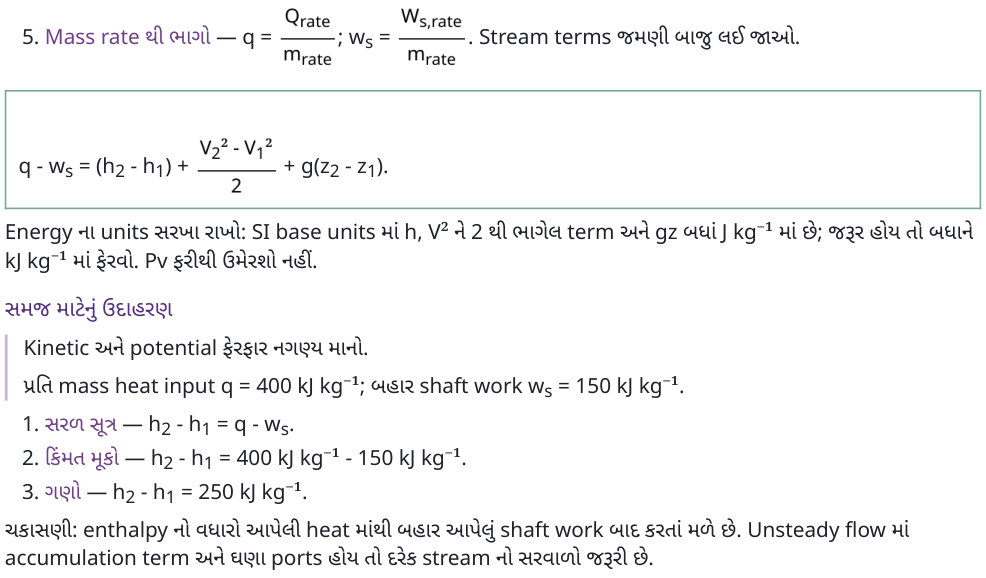 5. Mass rate થી ભાગો — q = Q_rate / m_rate; w_s = W_s,rate / m_rate. Stream terms જમણી બાજુ લઈ જાઓ.
q - w_s = (h_2 - h_1) + (V_2² - V_1²) / 2 + g(z_2 - z_1).
Energy ના units સરખા રાખો: SI base units માં h, V² ને 2 થી ભાગેલ term અને gz બધાં J kg⁻¹ માં છે; જરૂર હોય તો બધાને
kJ kg⁻¹ માં ફેરવો. Pv ફરીથી ઉમેરશો નહીં.
સમજ માટેનું ઉદાહરણ
Kinetic અને potential ફેરફાર નગણ્ય માનો.
પ્રતિ mass heat input q = 400 kJ kg⁻¹; બહાર shaft work w_s = 150 kJ kg⁻¹.
1. સરળ સૂત્ર — h_2 - h_1 = q - w_s.
2. કિંમત મૂકો — h_2 - h_1 = 400 kJ kg⁻¹ - 150 kJ kg⁻¹.
3. ગણો — h_2 - h_1 = 250 kJ kg⁻¹.
ચકાસણી: enthalpy નો વધારો આપેલી heat માંથી બહાર આપેલું shaft work બાદ કરતાં મળે છે. Unsteady flow માં
accumulation term અને ઘણા ports હોય તો દરેક stream નો સરવાળો જરૂરી છે.